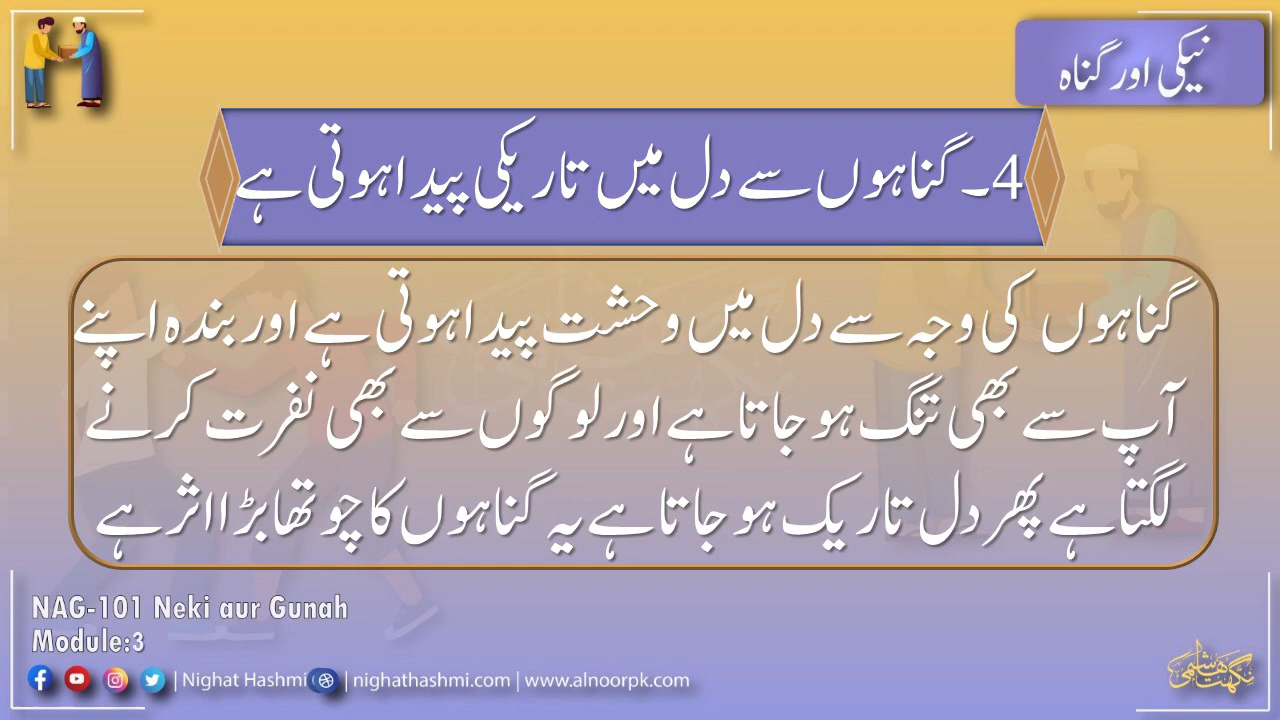 نیکی اور گناہ
4۔ گناہوں سے دل میں تاریکی پیدا ہوتی ہے
گناہوں کی وجہ سے دل میں وحشت پیدا ہوتی ہے اور بندہ اپنے
آپ سے بھی تنگ ہو جاتا ہے اور لوگوں سے بھی نفرت کرنے
لگتا ہے پھر دل تاریک ہو جاتا ہے یہ گناہوں کا چوتھا بڑا اثر ہے
NAG-101 Neki aur Gunah
Module:3
| Nighat Hashmi | nighathashmi.com | www.alnoorpk.com
نگہت ہاشمی